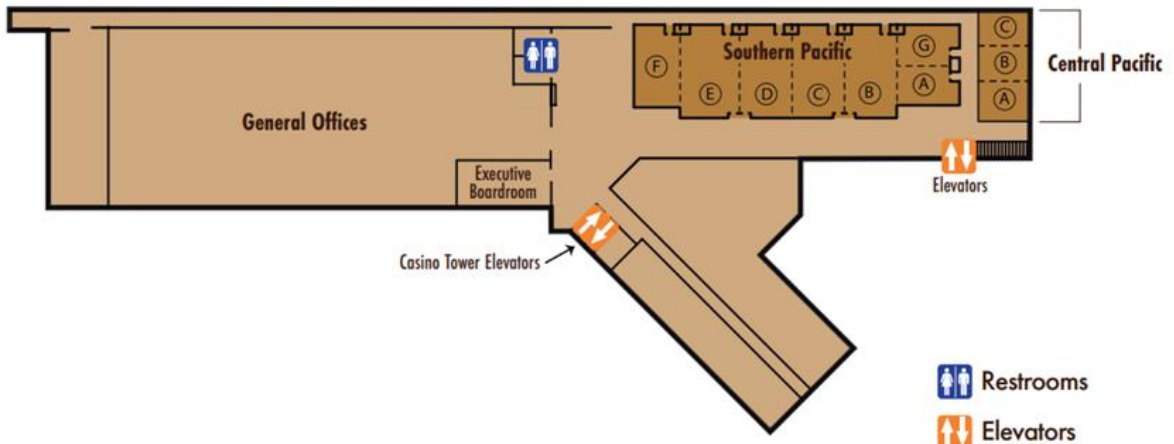 General Offices
Executive
Boardroom
Casino Tower Elevators
Southern Pacific
F
E
D
C
B
G
A
C
B
A
Central Pacific
Elevators
Restrooms
Elevators